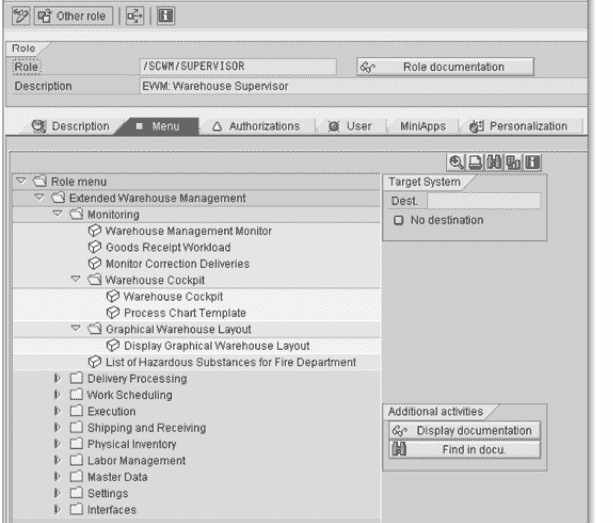 Other role
Role
Role /SCWM/SUPERVISOR Role documentation
Description EWM: Warehouse Supervisor
Description Menu Authorizations User MiniApps Personalization
Role menu
Extended Warehouse Management
Monitoring
Warehouse Management Monitor
Goods Receipt Workload
Monitor Correction Deliveries
Warehouse Cockpit
Warehouse Cockpit
Process Chart Template
Graphical Warehouse Layout
Display Graphical Warehouse Layout
List of Hazardous Substances for Fire Department
Delivery Processing
Work Scheduling
Execution
Shipping and Receiving
Physical Inventory
Labor Management
Master Data
Settings
Interfaces
Target System
Dest.
No destination
Additional activities
Display documentation
Find in docu.